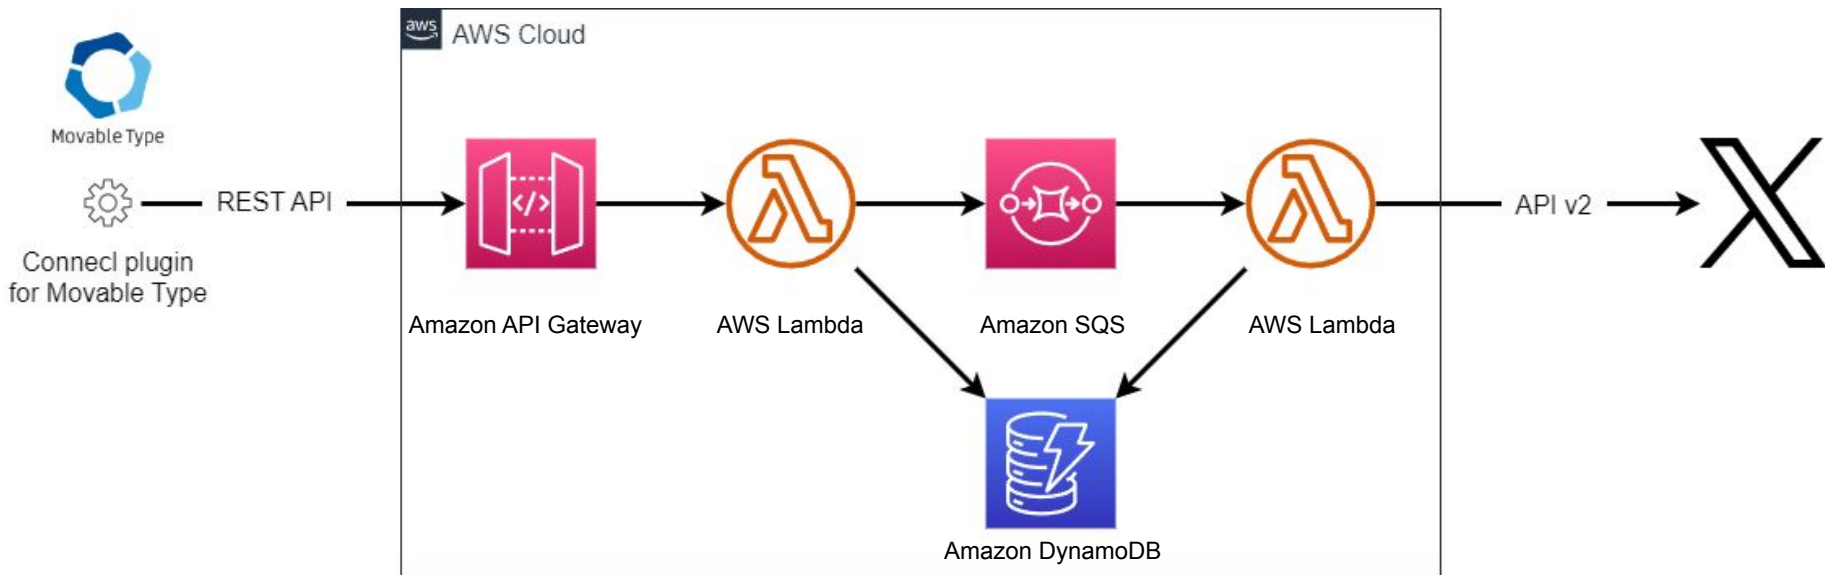 aws
AWS Cloud
Movable Type
REST API
</>
API v2
Connecl plugin
for Movable Type
Amazon API Gateway
AWS Lambda
Amazon SQS
AWS Lambda
Amazon DynamoDB